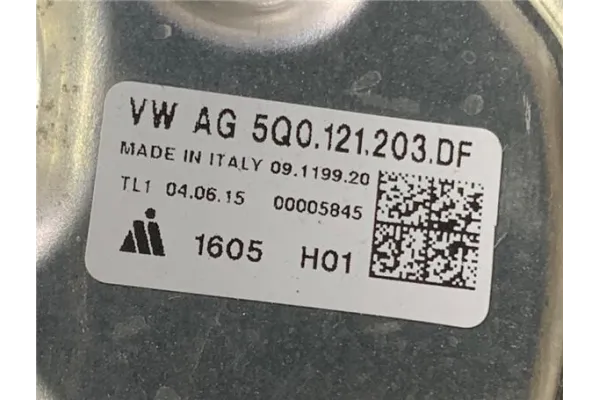 VW AG 5Q0.121.203.DF
MADE IN ITALY 09.1199.20
TL1 04.06.15 00005845
1605 H01